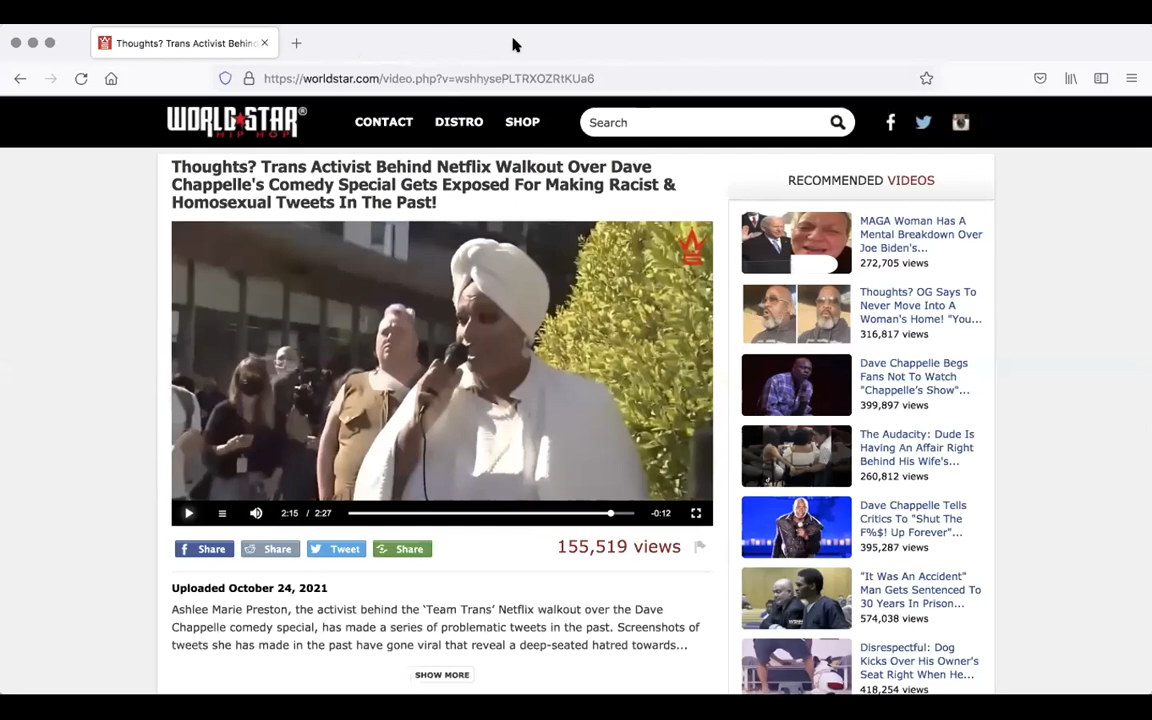 Thoughts? Trans Activist Behind
https://worldstar.com/video.php?v=wshhysePLTRXOZRtKUa6
WORLD STAR
HIP HOP
CONTACT
DISTRO
SHOP
Search
Thoughts? Trans Activist Behind Netflix Walkout Over Dave
Chappelle's Comedy Special Gets Exposed For Making Racist &
Homosexual Tweets In The Past!
2:15 / 2:27
-0:12
Share
Share
Tweet
Share
155,519 views
Uploaded October 24, 2021
Ashlee Marie Preston, the activist behind the ‘Team Trans’ Netflix walkout over the Dave
Chappelle comedy special, has made a series of problematic tweets in the past. Screenshots of
tweets she has made in the past have gone viral that reveal a deep-seated hatred towards...
SHOW MORE
RECOMMENDED VIDEOS
MAGA Woman Has A
Mental Breakdown Over
Joe Biden's...
272,705 views
Thoughts? OG Says To
Never Move Into A
Woman's Home! "You...
316,817 views
Dave Chappelle Begs
Fans Not To Watch
"Chappelle’s Show"...
399,897 views
The Audacity: Dude Is
Having An Affair Right
Behind His Wife's...
260,812 views
Dave Chappelle Tells
Critics To "Shut The
F%$! Up Forever"...
395,287 views
"It Was An Accident"
Man Gets Sentenced To
30 Years In Prison...
574,038 views
Disrespectful: Dog
Kicks Over His Owner's
Seat Right When He...
418,254 views